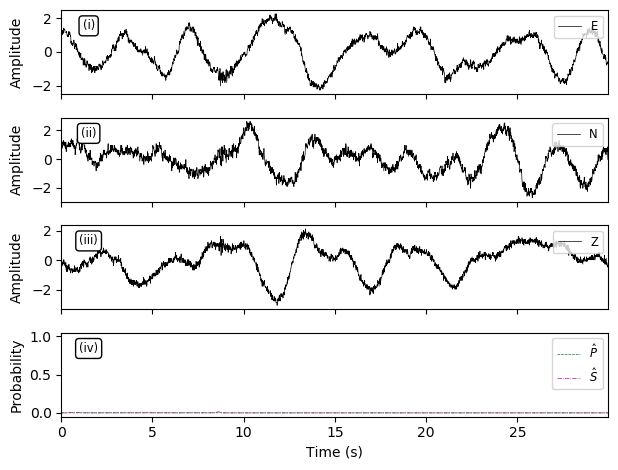 (i)
E
Amplitude
2
0
−2
(ii)
N
Amplitude
2
0
−2
(iii)
Z
Amplitude
2
0
−2
(iv)
P̂
Ŝ
Probability
1.0
0.5
0.0
0 5 10 15 20 25
Time (s)